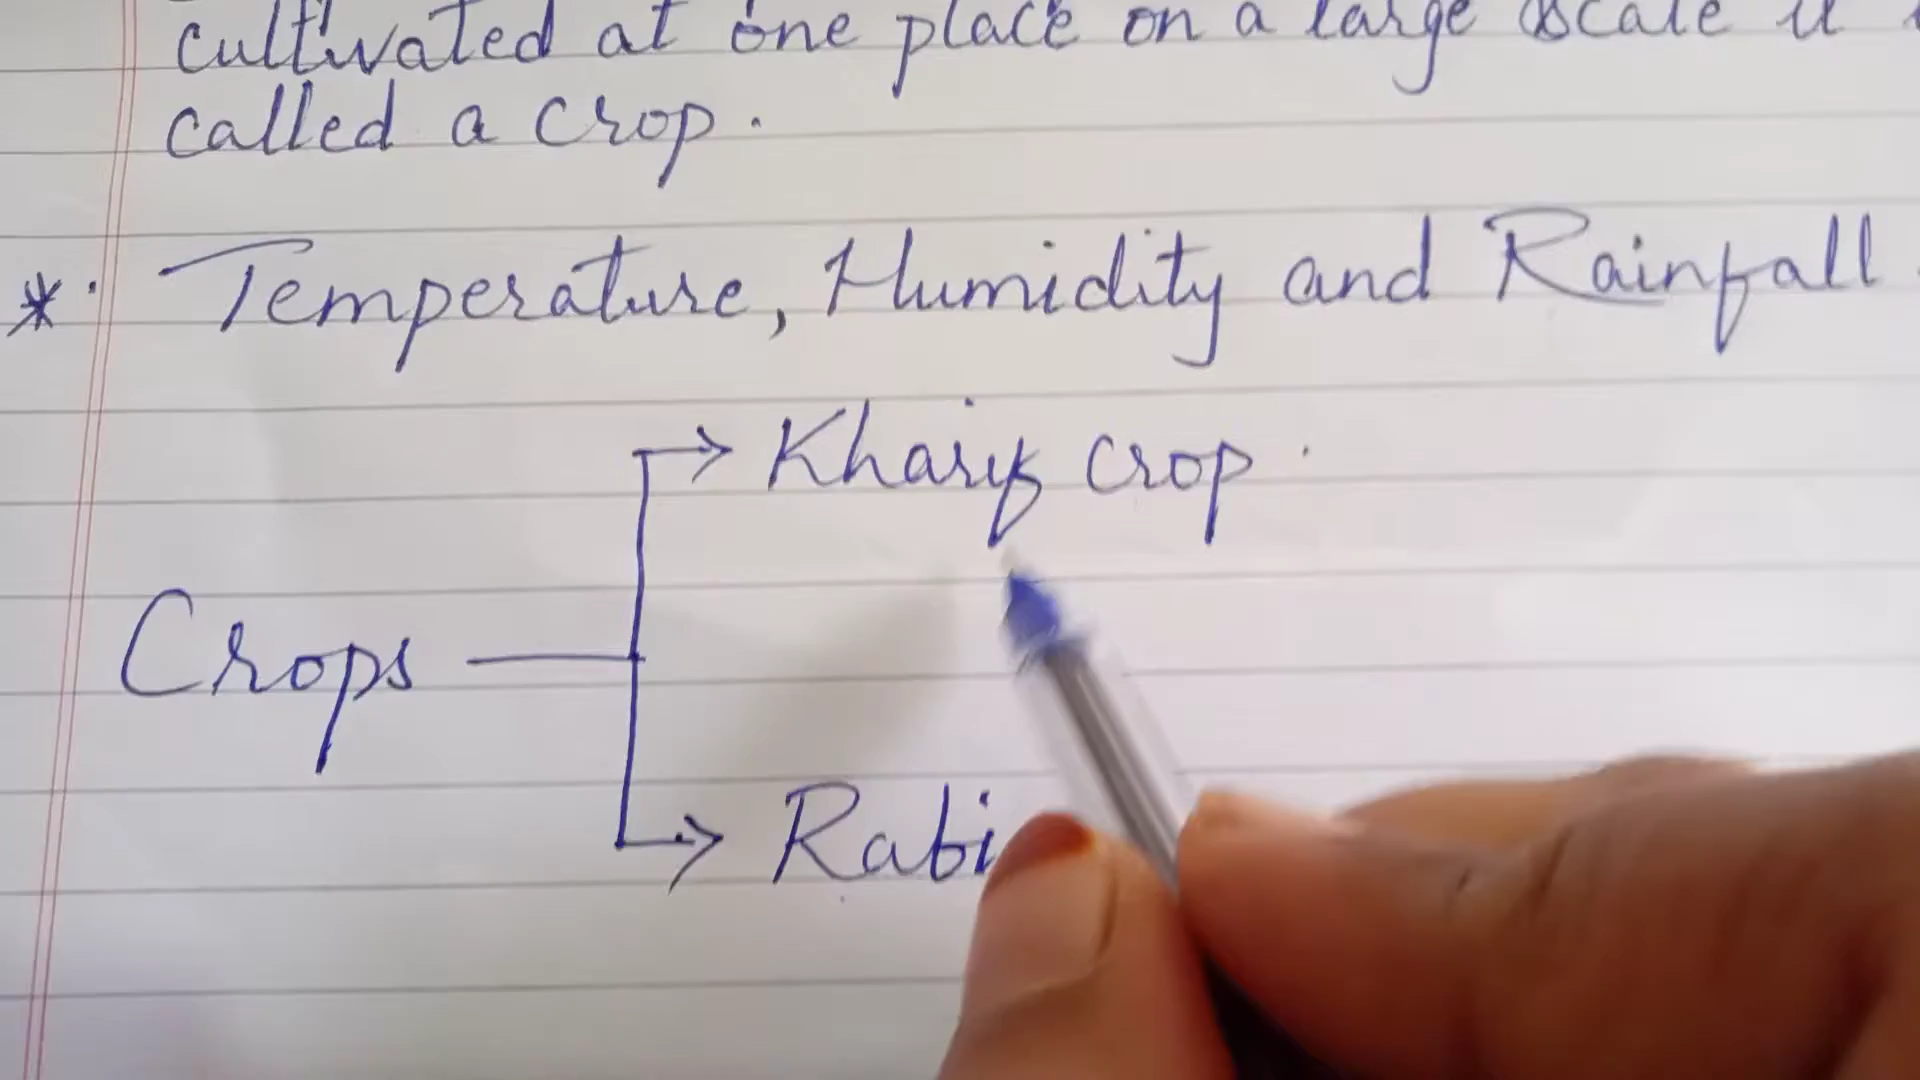 cultivated at one place on a large scale it
called a crop.
* Temperature, Humidity and Rainfall
Kharif crop.
Crops
Rabi